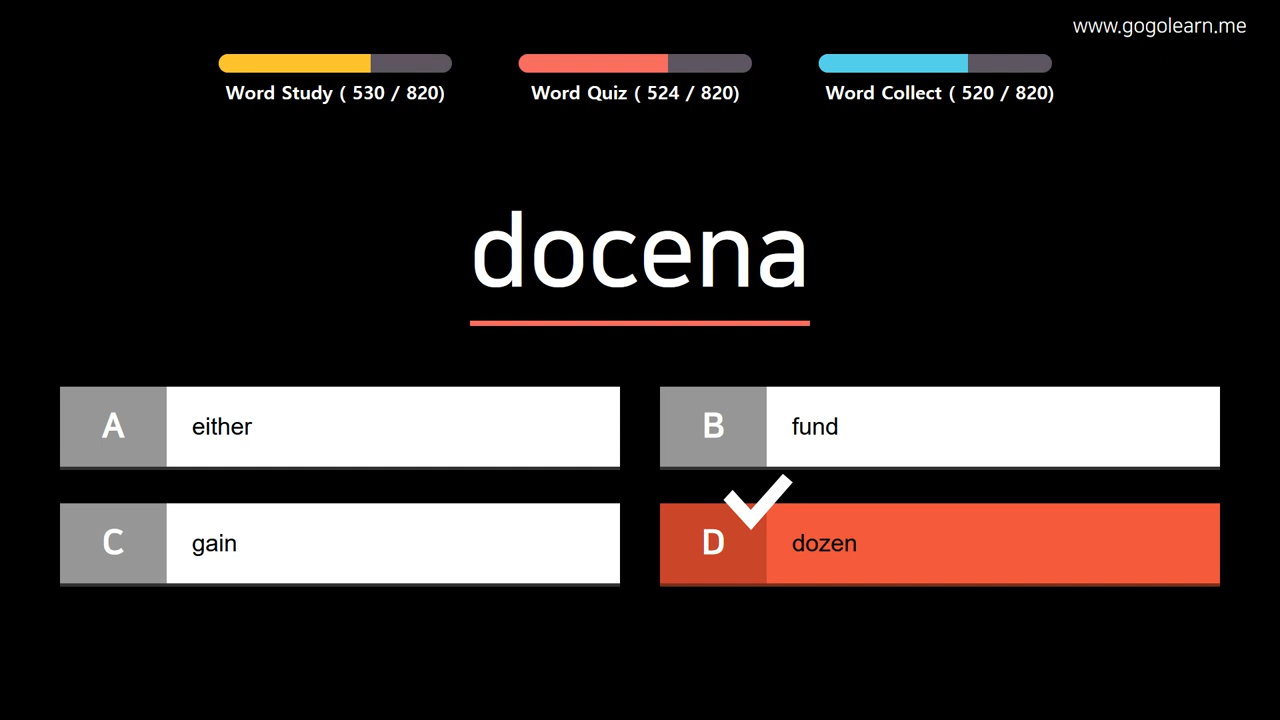 www.gogolearn.me
Word Study ( 530 / 820)
Word Quiz ( 524 / 820)
Word Collect ( 520 / 820)
docena
A either
B fund
C gain
D dozen